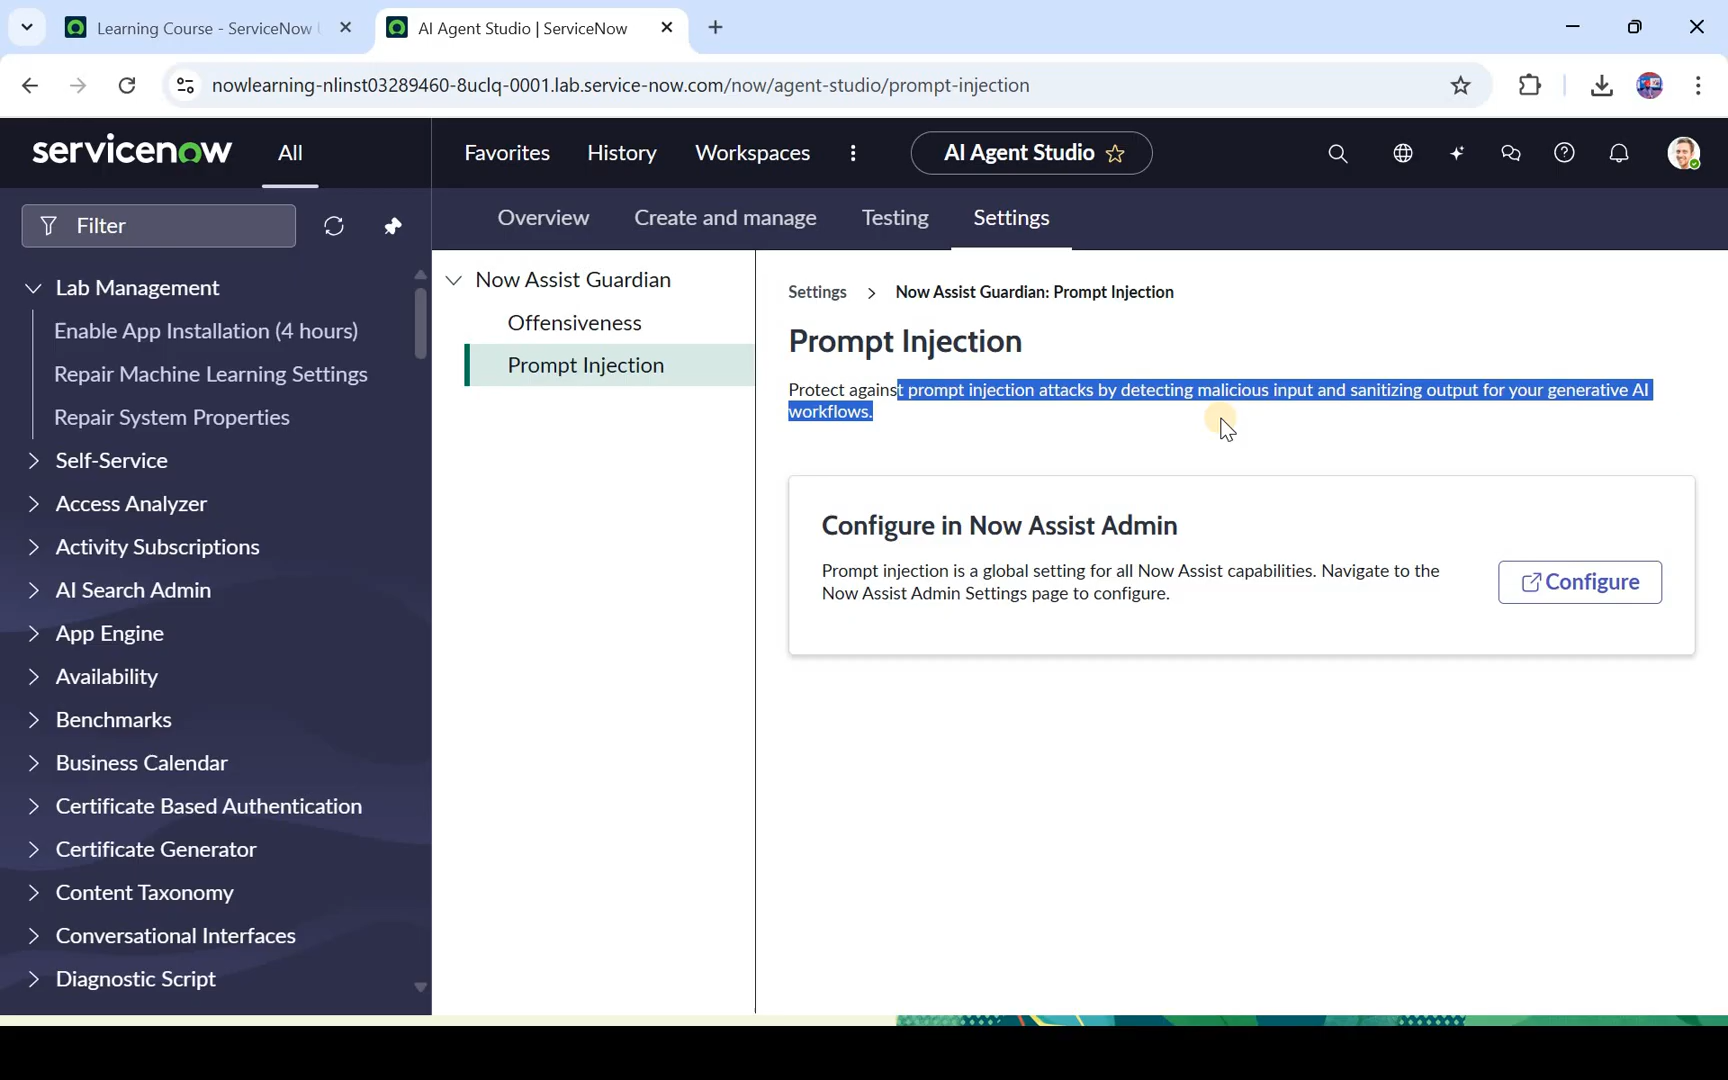 Learning Course - ServiceNow
AI Agent Studio | ServiceNow
nowlearning-nlinst03289460-8uclq-0001.lab.service-now.com/now/agent-studio/prompt-injection
servicenow
All
Favorites
History
Workspaces
AI Agent Studio
Filter
Overview
Create and manage
Testing
Settings
Lab Management
Enable App Installation (4 hours)
Repair Machine Learning Settings
Repair System Properties
Self-Service
Access Analyzer
Activity Subscriptions
AI Search Admin
App Engine
Availability
Benchmarks
Business Calendar
Certificate Based Authentication
Certificate Generator
Content Taxonomy
Conversational Interfaces
Diagnostic Script
Now Assist Guardian
Offensiveness
Prompt Injection
Settings > Now Assist Guardian: Prompt Injection
Prompt Injection
Protect against prompt injection attacks by detecting malicious input and sanitizing output for your generative AI
workflows.
Configure in Now Assist Admin
Prompt injection is a global setting for all Now Assist capabilities. Navigate to the
Now Assist Admin Settings page to configure.
Configure